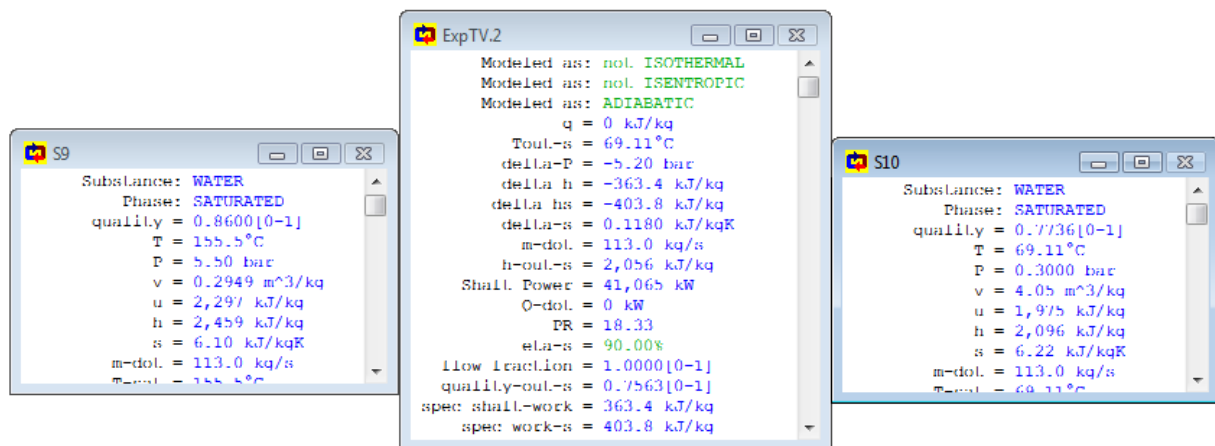 S9
Substance: WATER
Phase: SATURATED
quality = 0.8600[0-1]
T = 155.5°C
P = 5.50 bar
v = 0.2949 m^3/kg
u = 2,297 kJ/kg
h = 2,459 kJ/kg
s = 6.10 kJ/kgK
m-dot = 113.0 kg/s
ExpTV.2
Modeled as: not ISOTHERMAL
Modeled as: not ISENTROPIC
Modeled as: ADIABATIC
q = 0 kJ/kg
Tout-s = 69.11°C
delta-P = -5.20 bar
delta h = -363.4 kJ/kg
delta hs = -403.8 kJ/kg
delta-s = 0.1180 kJ/kgK
m-dot = 113.0 kg/s
h-out-s = 2,056 kJ/kg
Shaft Power = 41,065 kW
Q-dot = 0 kW
PR = 18.33
eta-s = 90.00%
flow fraction = 1.0000[0-1]
quality-out-s = 0.7563[0-1]
spec shaft-work = 363.4 kJ/kg
spec work-s = 403.8 kJ/kg
S10
Substance: WATER
Phase: SATURATED
quality = 0.7736[0-1]
T = 69.11°C
P = 0.3000 bar
v = 4.05 m^3/kg
u = 1,975 kJ/kg
h = 2,096 kJ/kg
s = 6.22 kJ/kgK
m-dot = 113.0 kg/s